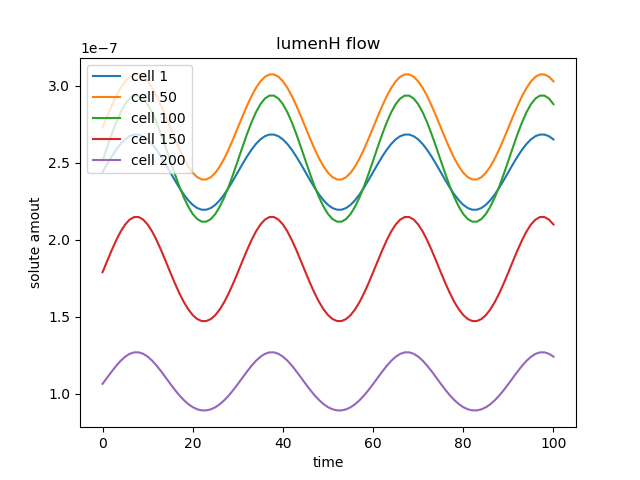 lumenH flow
1e−7
3.0
2.5
2.0
1.5
1.0
solute amout
cell 1
cell 50
cell 100
cell 150
cell 200
0 20 40 60 80 100
time